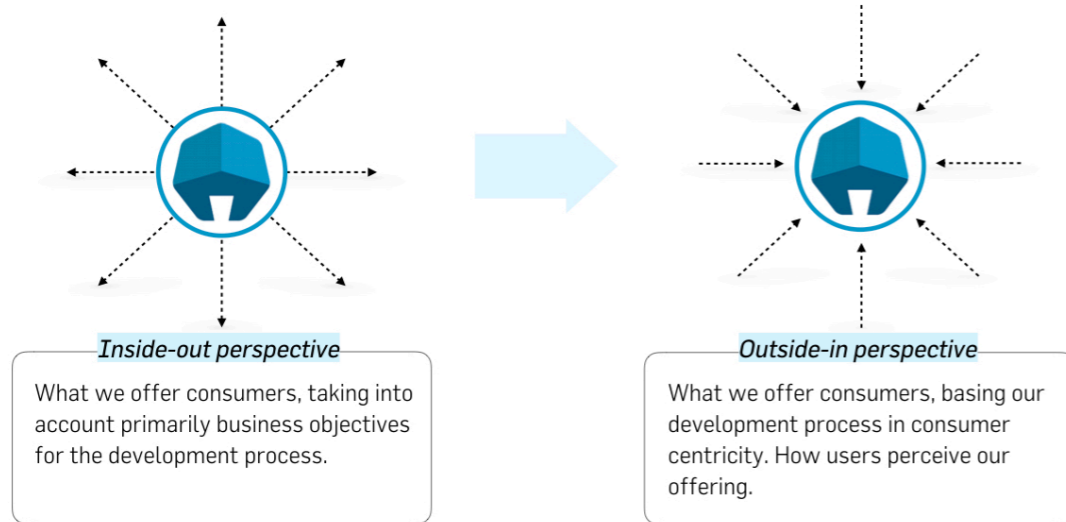 Inside-out perspective
What we offer consumers, taking into
account primarily business objectives
for the development process.
Outside-in perspective
What we offer consumers, basing our
development process in consumer
centricity. How users perceive our
offering.